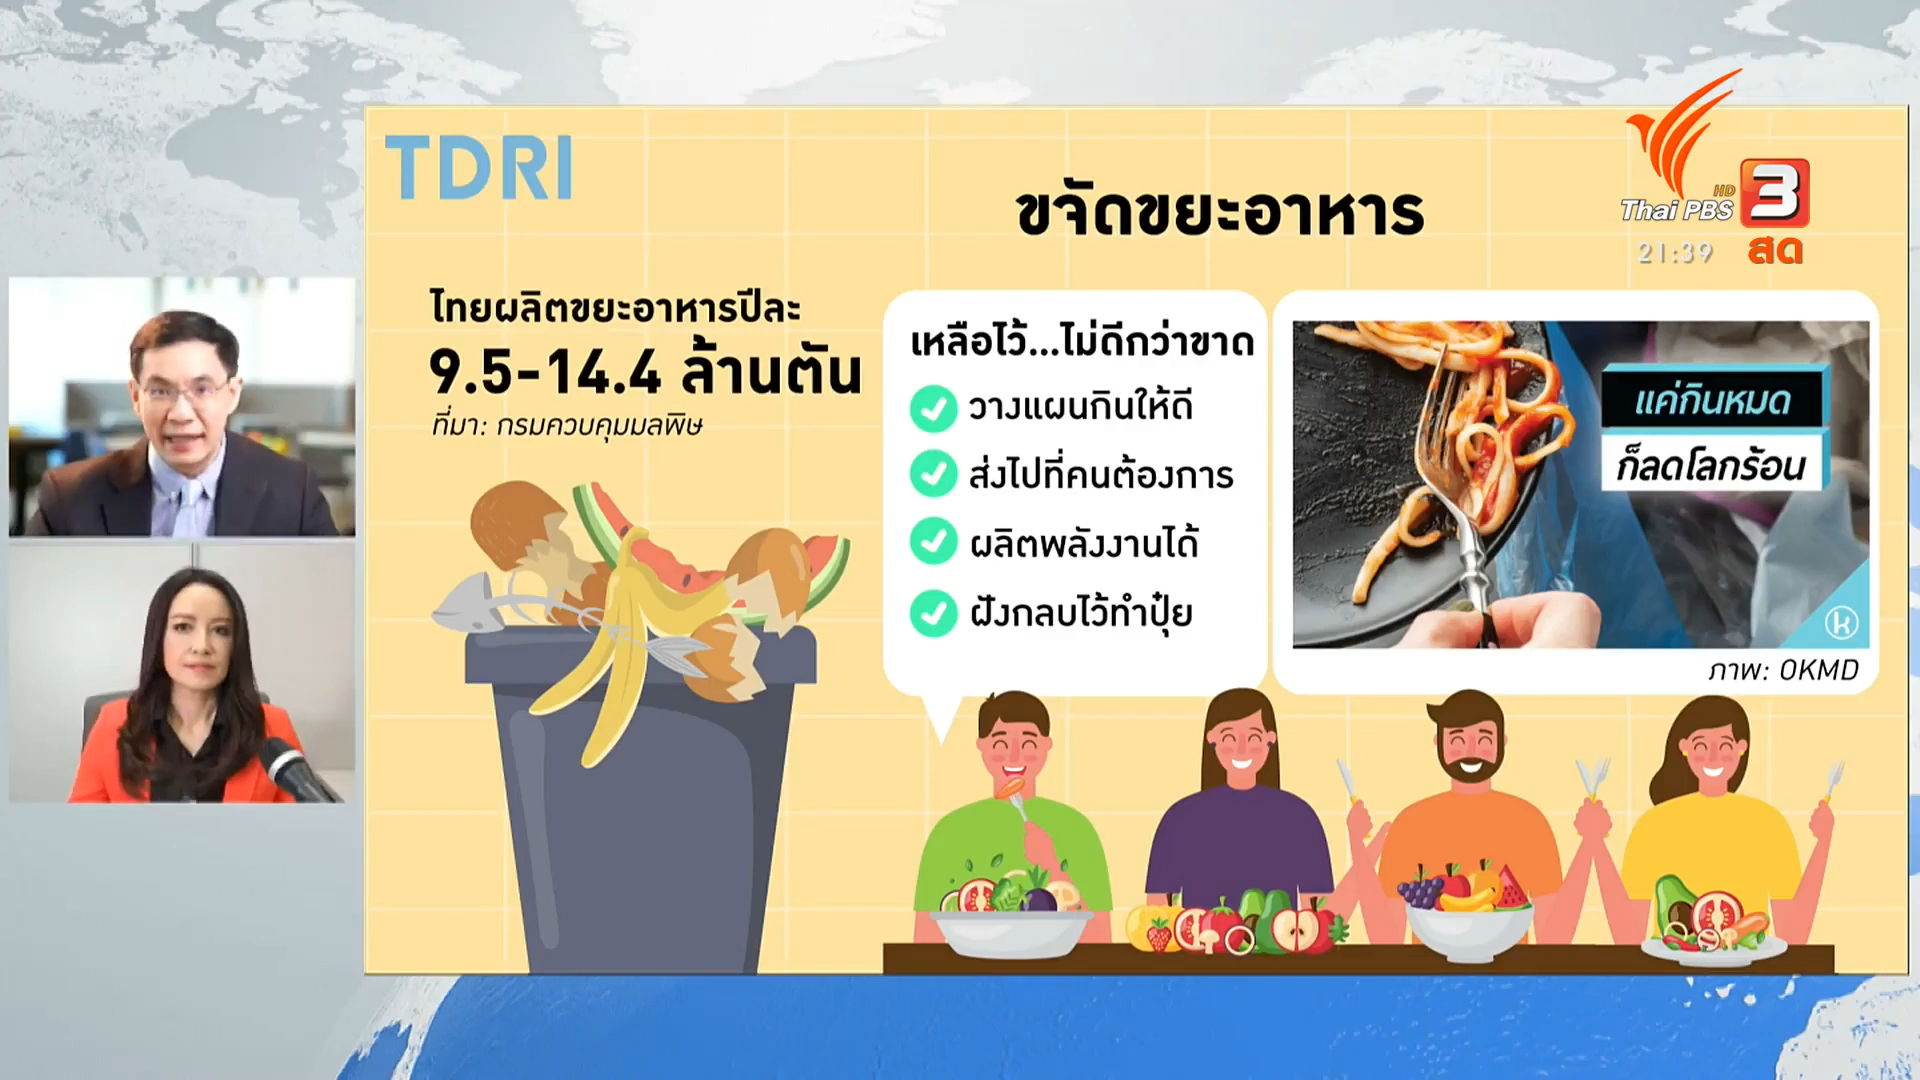 TDRI
ขจัดขยะอาหาร
Thai PBS
HD
3
21:39
สด
ไทยผลิตขยะอาหารปีละ
9.5-14.4 ล้านตัน
ที่มา: กรมควบคุมมลพิษ
เหลือไว้...ไม่ดีกว่าขาด
วางแผนกินให้ดี
ส่งไปที่คนต้องการ
ผลิตพลังงานได้
ฝังกลบไว้ทำปุ๋ย
แค่กินหมด
ก็ลดโลกร้อน
k
ภาพ: OKMD